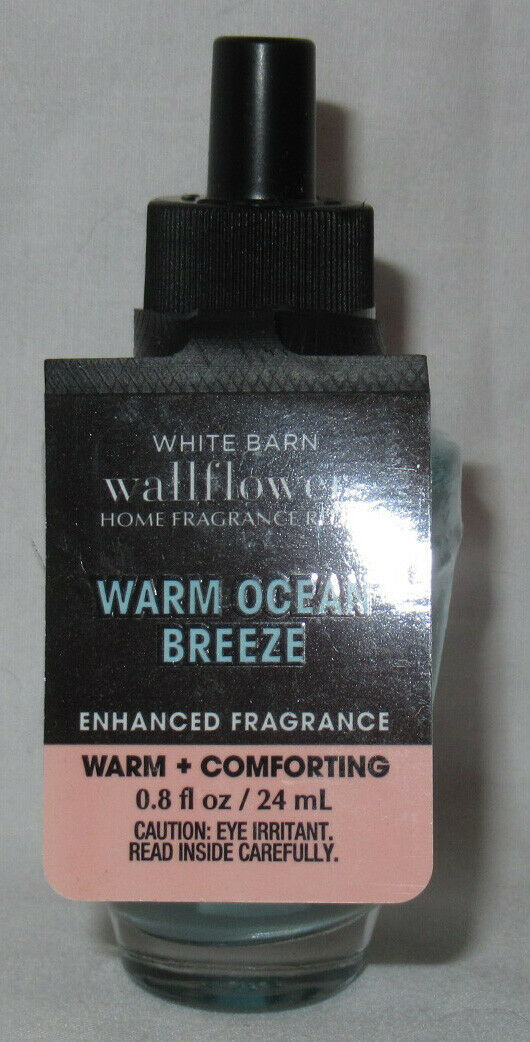 WHITE BARN
wallflower
HOME FRAGRANCE
WARM OCEAN
BREEZE
ENHANCED FRAGRANCE
WARM + COMFORTING
0.8 fl oz / 24 mL
CAUTION: EYE IRRITANT.
READ INSIDE CAREFULLY.